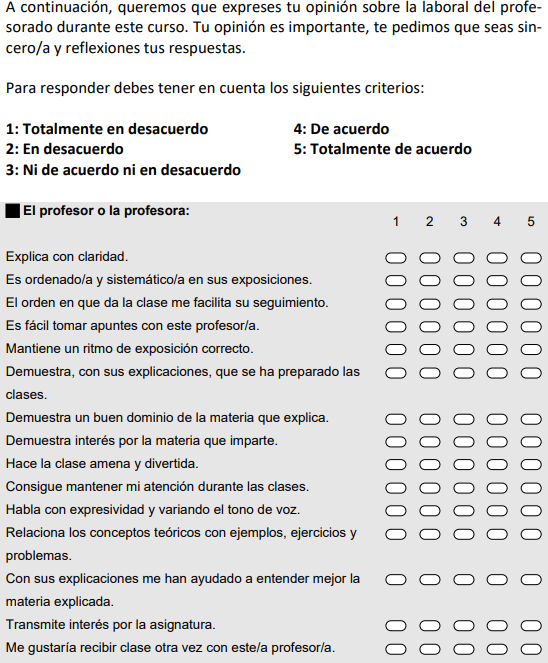 A continuación, queremos que expreses tu opinión sobre la laboral del profe-
sorado durante este curso. Tu opinión es importante, te pedimos que seas sin-
cero/a y reflexiones tus respuestas.
Para responder debes tener en cuenta los siguientes criterios:
1: Totalmente en desacuerdo 4: De acuerdo
2: En desacuerdo 5: Totalmente de acuerdo
3: Ni de acuerdo ni en desacuerdo
El profesor o la profesora:
1 2 3 4 5
Explica con claridad.
Es ordenado/a y sistemático/a en sus exposiciones.
El orden en que da la clase me facilita su seguimiento.
Es fácil tomar apuntes con este profesor/a.
Mantiene un ritmo de exposición correcto.
Demuestra, con sus explicaciones, que se ha preparado las
clases.
Demuestra un buen dominio de la materia que explica.
Demuestra interés por la materia que imparte.
Hace la clase amena y divertida.
Consigue mantener mi atención durante las clases.
Habla con expresividad y variando el tono de voz.
Relaciona los conceptos teóricos con ejemplos, ejercicios y
problemas.
Con sus explicaciones me han ayudado a entender mejor la
materia explicada.
Transmite interés por la asignatura.
Me gustaría recibir clase otra vez con este/a profesor/a.